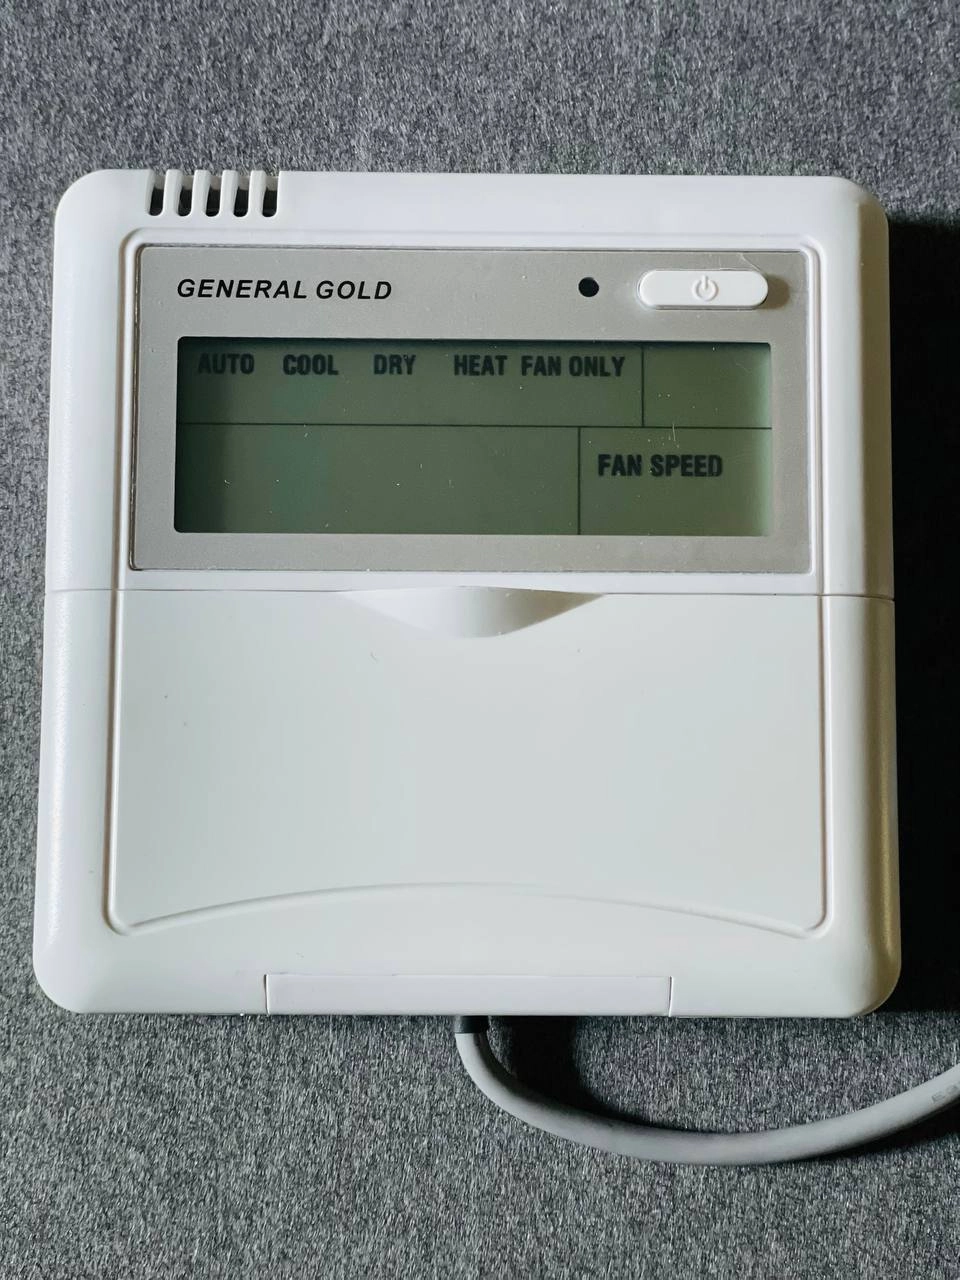 GENERAL GOLD
AUTO COOL DRY HEAT FAN ONLY
FAN SPEED